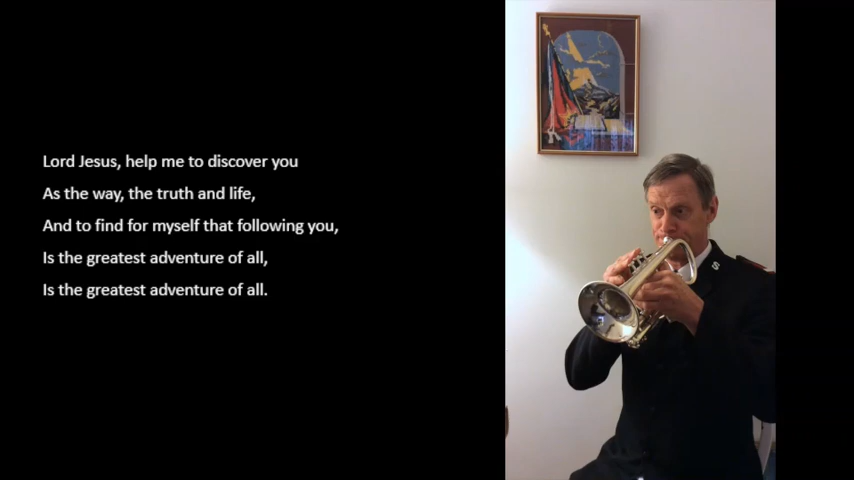 Lord Jesus, help me to discover you
As the way, the truth and life,
And to find for myself that following you,
Is the greatest adventure of all,
Is the greatest adventure of all.
S